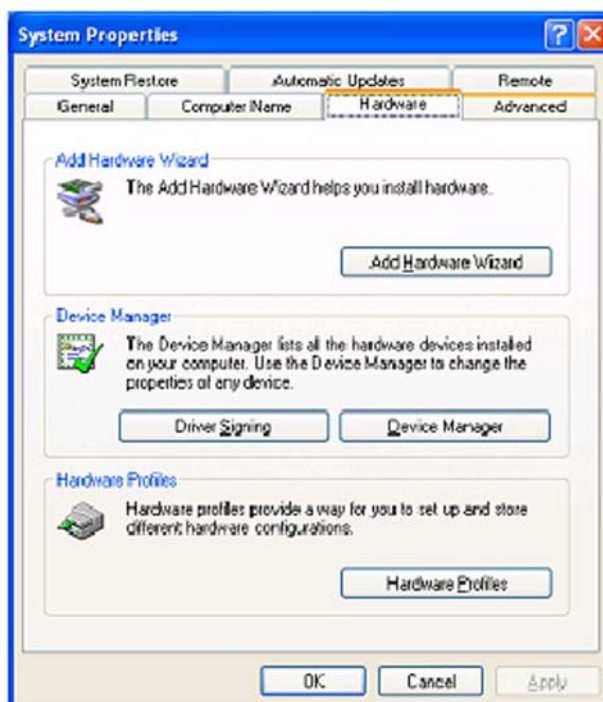 System Properties
System Restore Automatic Updates Remote
General Computer Name Hardware Advanced
Add Hardware Wizard
The Add Hardware Wizard helps you install hardware.
Add Hardware Wizard
Device Manager
The Device Manager lists all the hardware devices installed
on your computer. Use the Device Manager to change the
properties of any device.
Driver Signing Device Manager
Hardware Profiles
Hardware profiles provide a way for you to set up and store
different hardware configurations.
Hardware Profiles
OK Cancel Apply